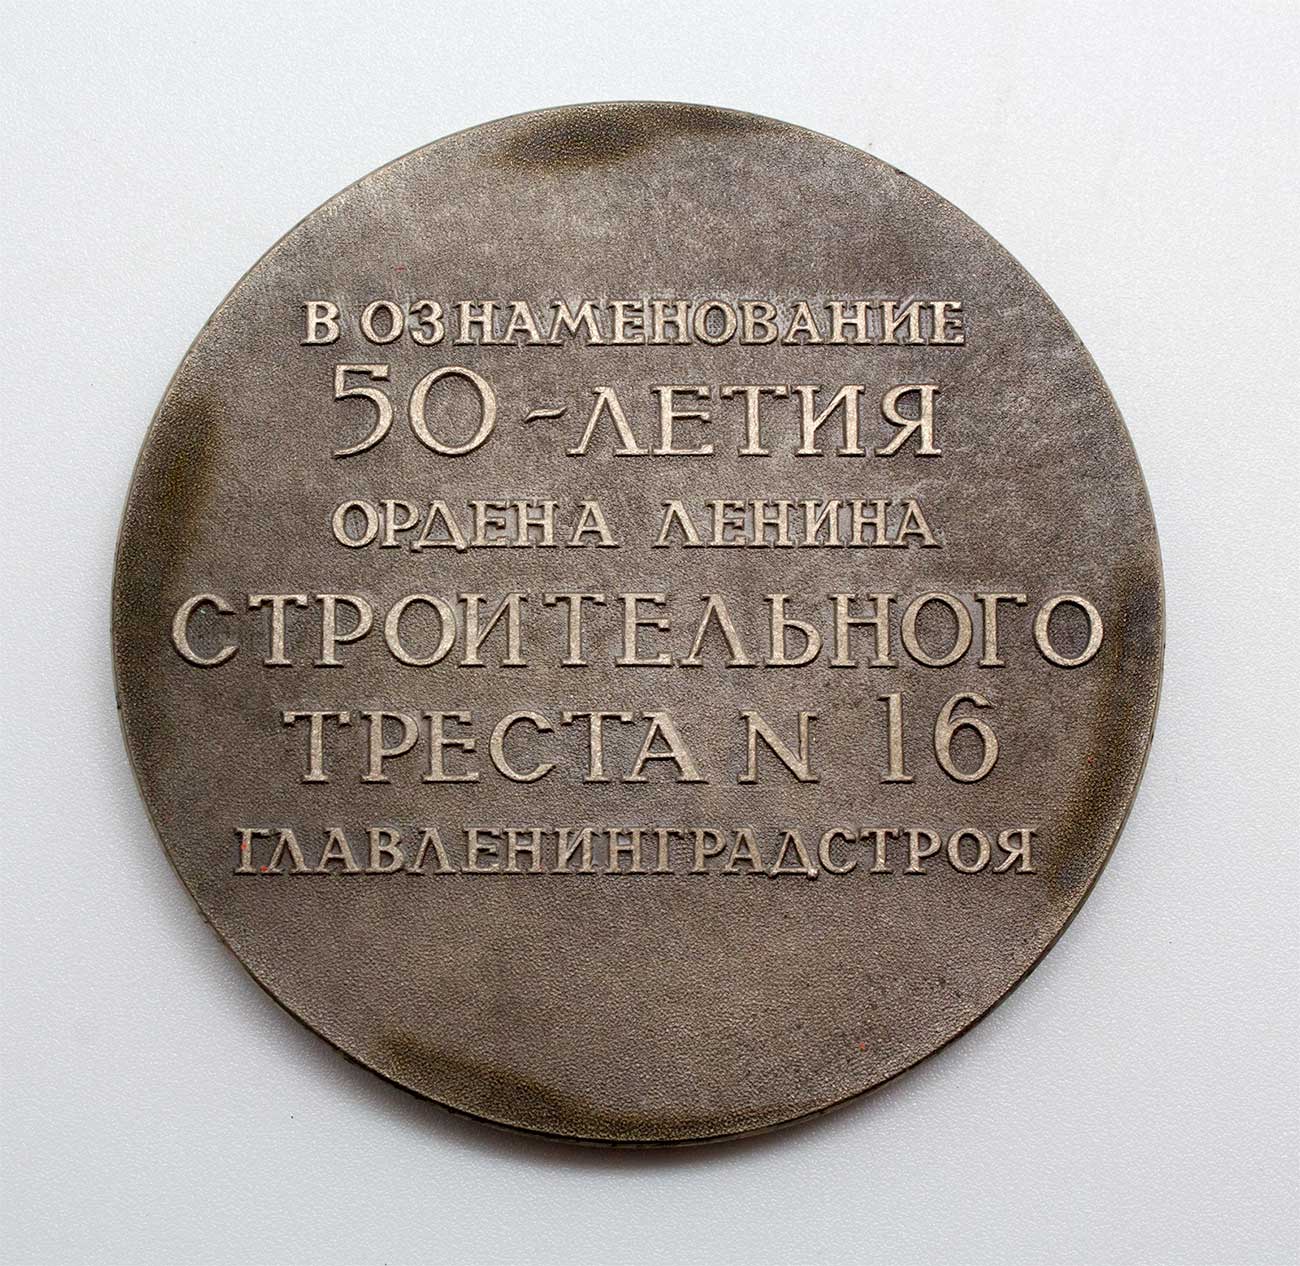 В ОЗНАМЕНОВАНИЕ
50-ЛЕТИЯ
ОРДЕНА ЛЕНИНА
СТРОИТЕЛЬНОГО
ТРЕСТА N 16
ГЛАВЛЕНИНГРАДСТРОЯ